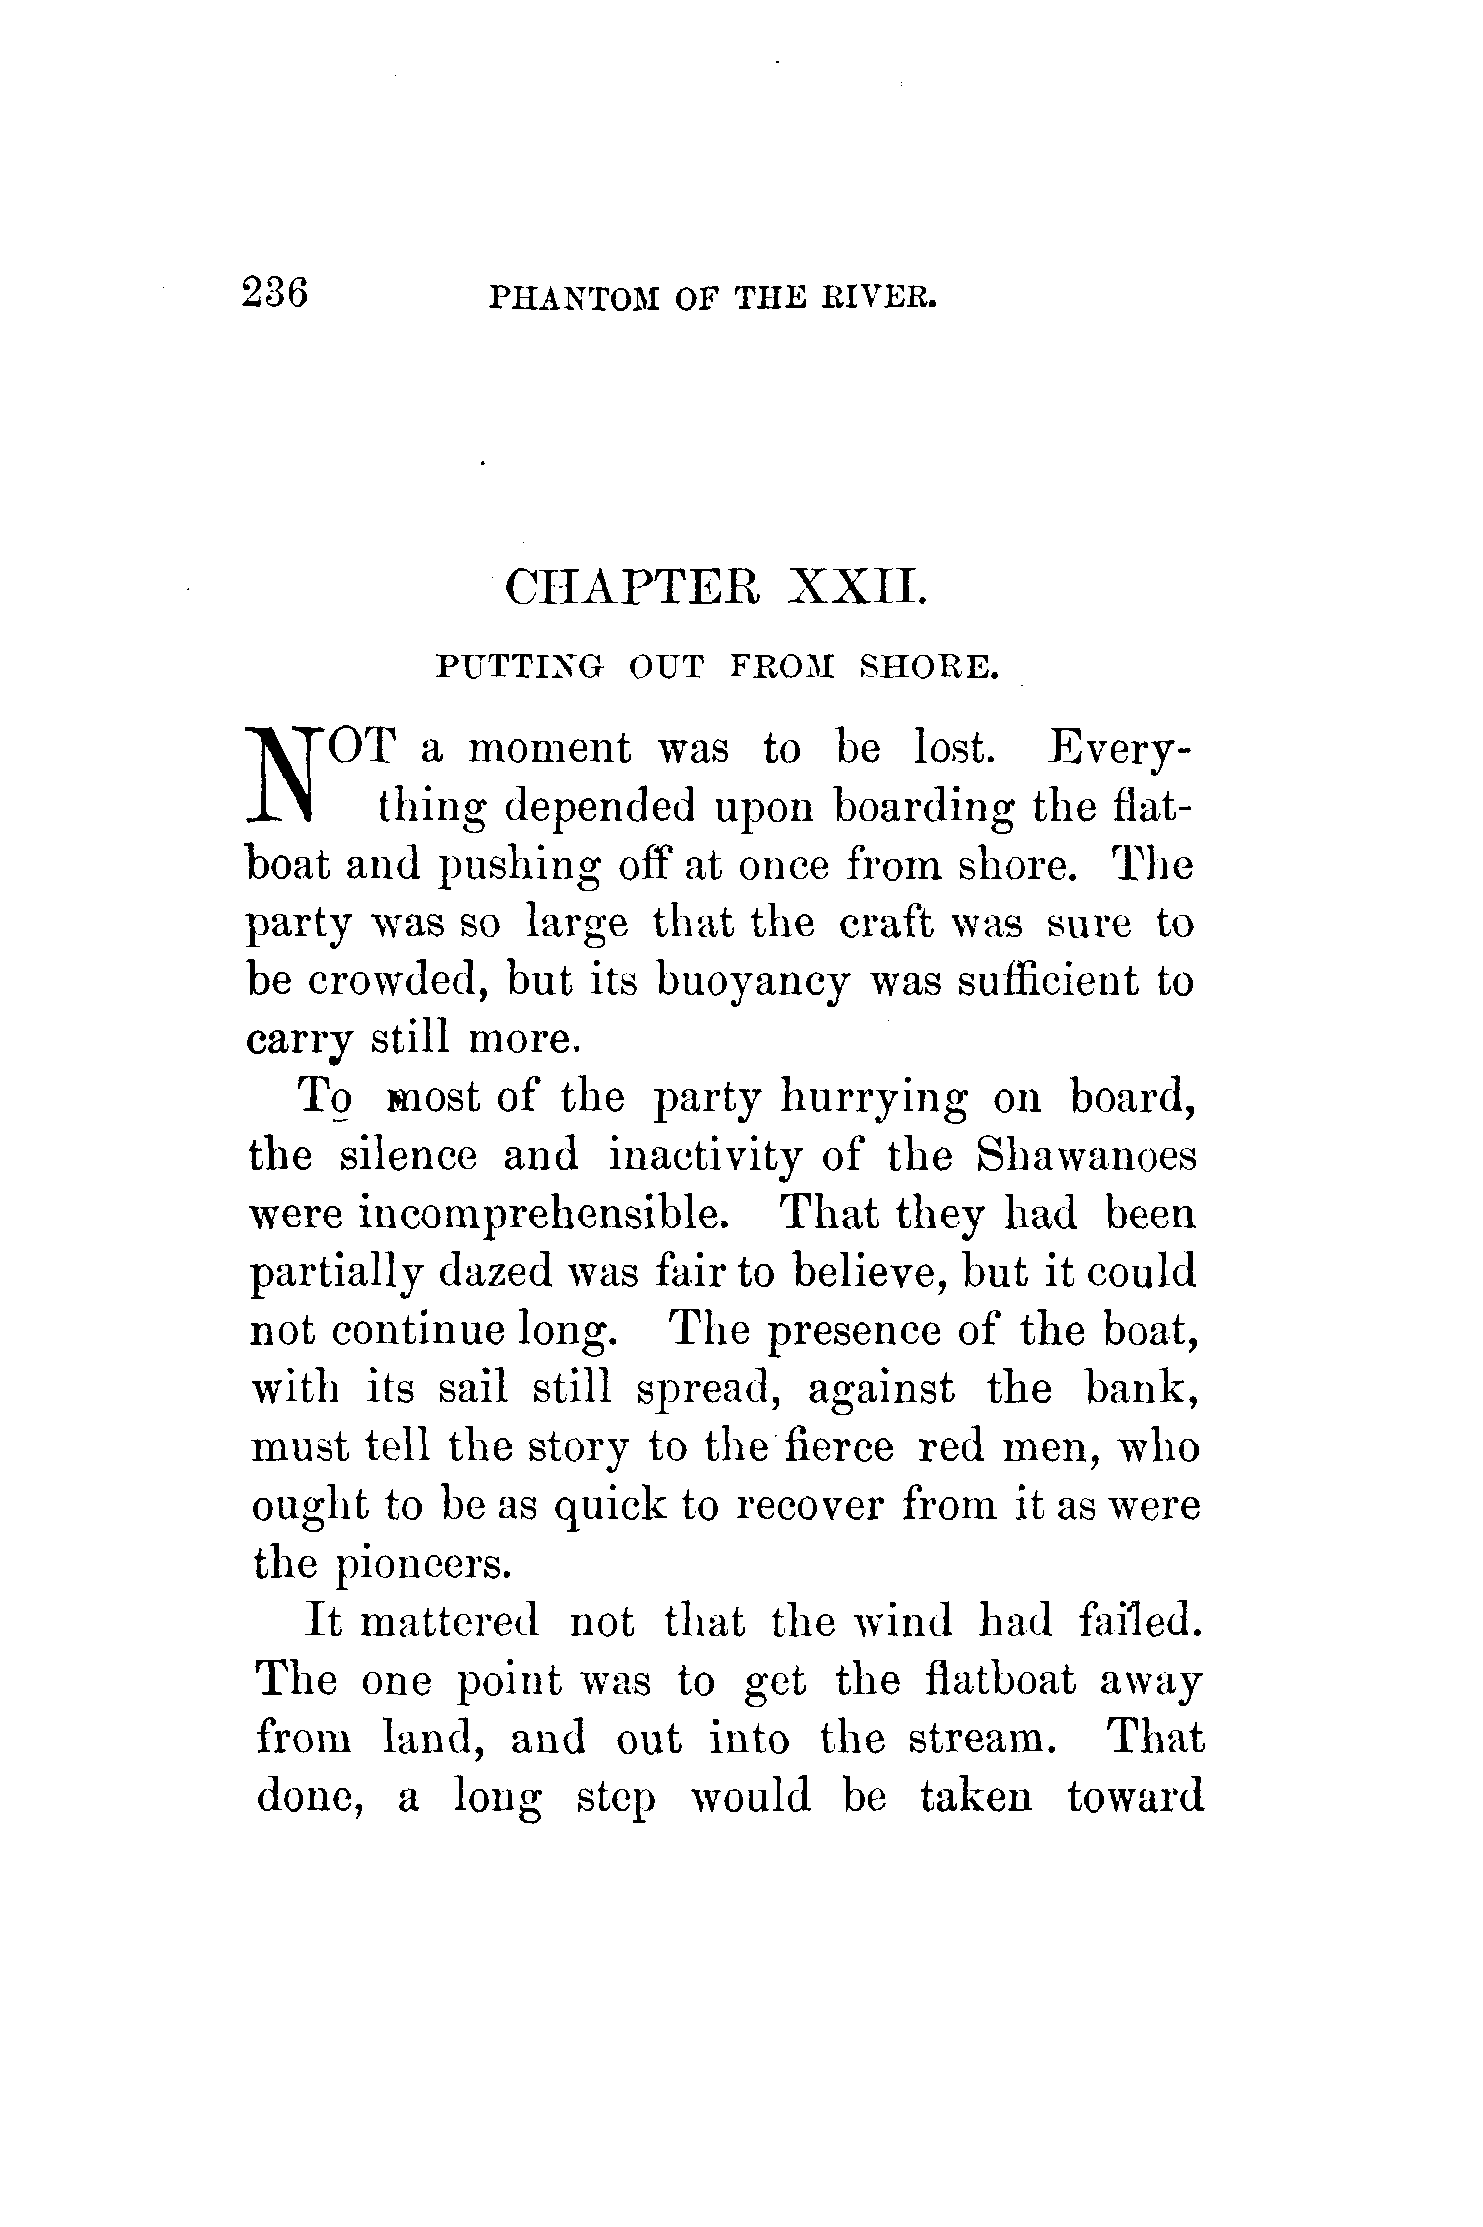 236 PHANTOM OF THE RIVER.
CHAPTER XXII.
PUTTING OUT FROM SHORE.
NOT a moment was to be lost. Every-
thing depended upon boarding the flat-
boat and pushing off at once from shore. The
party was so large that the craft was sure to
be crowded, but its buoyancy was sufficient to
carry still more.
To most of the party hurrying on board,
the silence and inactivity of the Shawanoes
were incomprehensible. That they had been
partially dazed was fair to believe, but it could
not continue long. The presence of the boat,
with its sail still spread, against the bank,
must tell the story to the fierce red men, who
ought to be as quick to recover from it as were
the pioneers.
It mattered not that the wind had failed.
The one point was to get the flatboat away
from land, and out into the stream. That
done, a long step would be taken toward